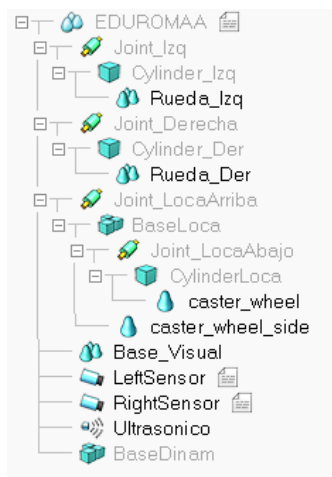 EDUROMAA
Joint_Izq
Cylinder_Izq
Rueda_Izq
Joint_Derecha
Cylinder_Der
Rueda_Der
Joint_LocaArriba
BaseLoca
Joint_LocaAbajo
CylinderLoca
caster_wheel
caster_wheel_side
Base_Visual
LeftSensor
RightSensor
Ultrasonico
BaseDinam